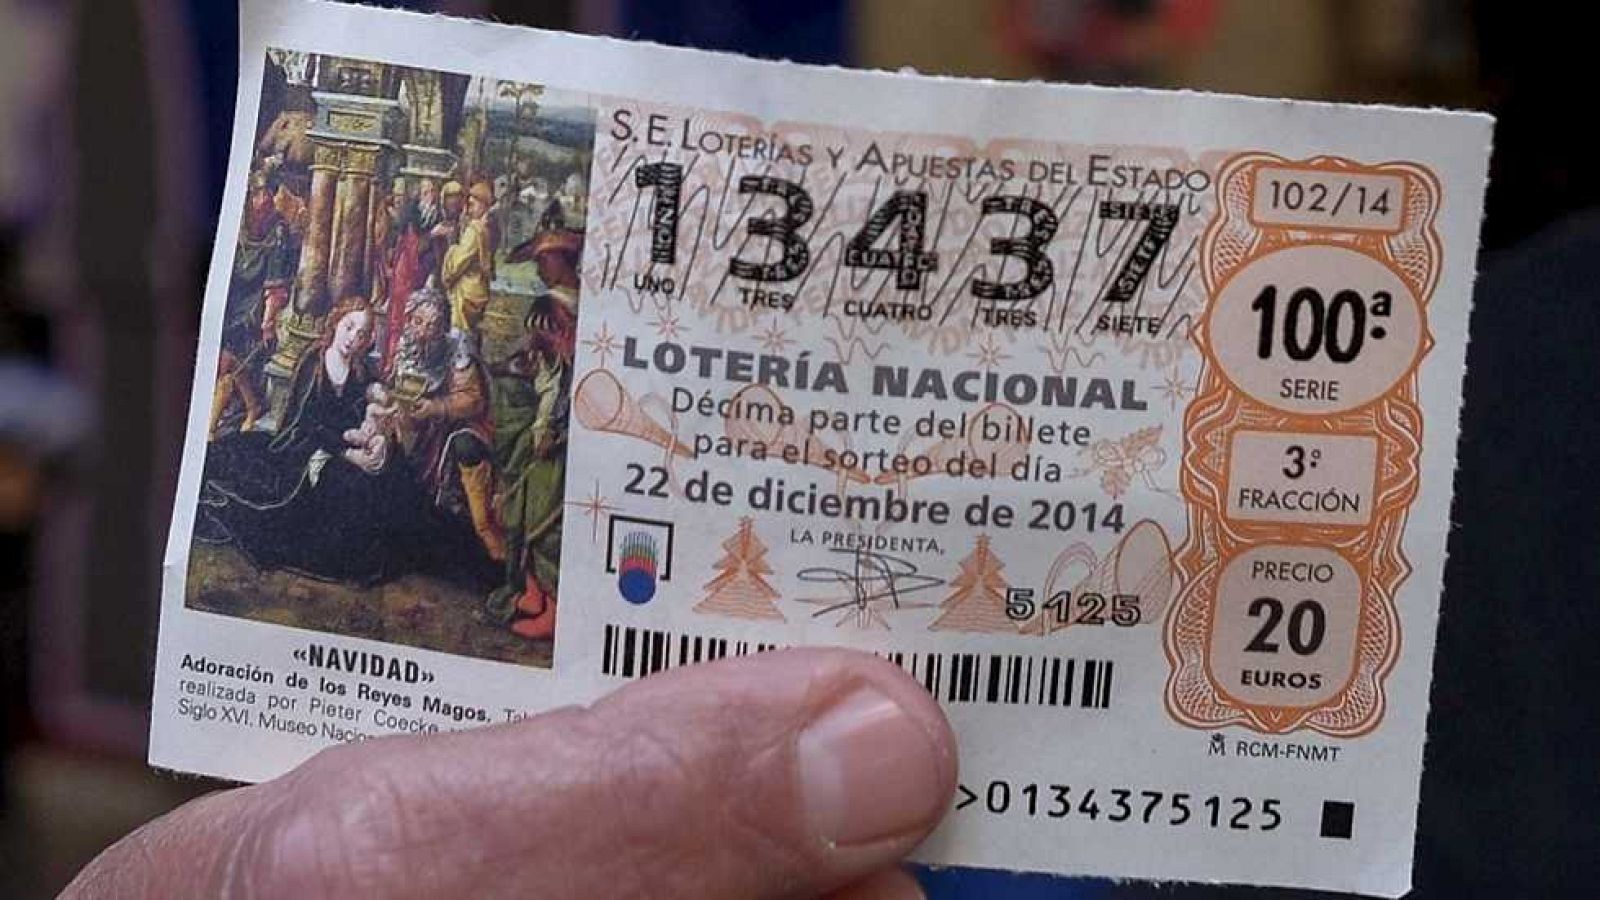 S.E. LOTERÍAS Y APUESTAS DEL ESTADO
13437
UNO TRES CUATRO TRES SIETE
LOTERÍA NACIONAL
Décima parte del biNete
para el sorteo del día
22 de diciembre de 2014
LA PRESIDENTA,
5125
102/14
100ª
SERIE
3ª
FRACCIÓN
PRECIO
20
EUROS
RCM-FNMT
>0134375125
«NAVIDAD»
Adoración de los Reyes Magos.
realizada por Pieter Coecke
Siglo XVI. Museo